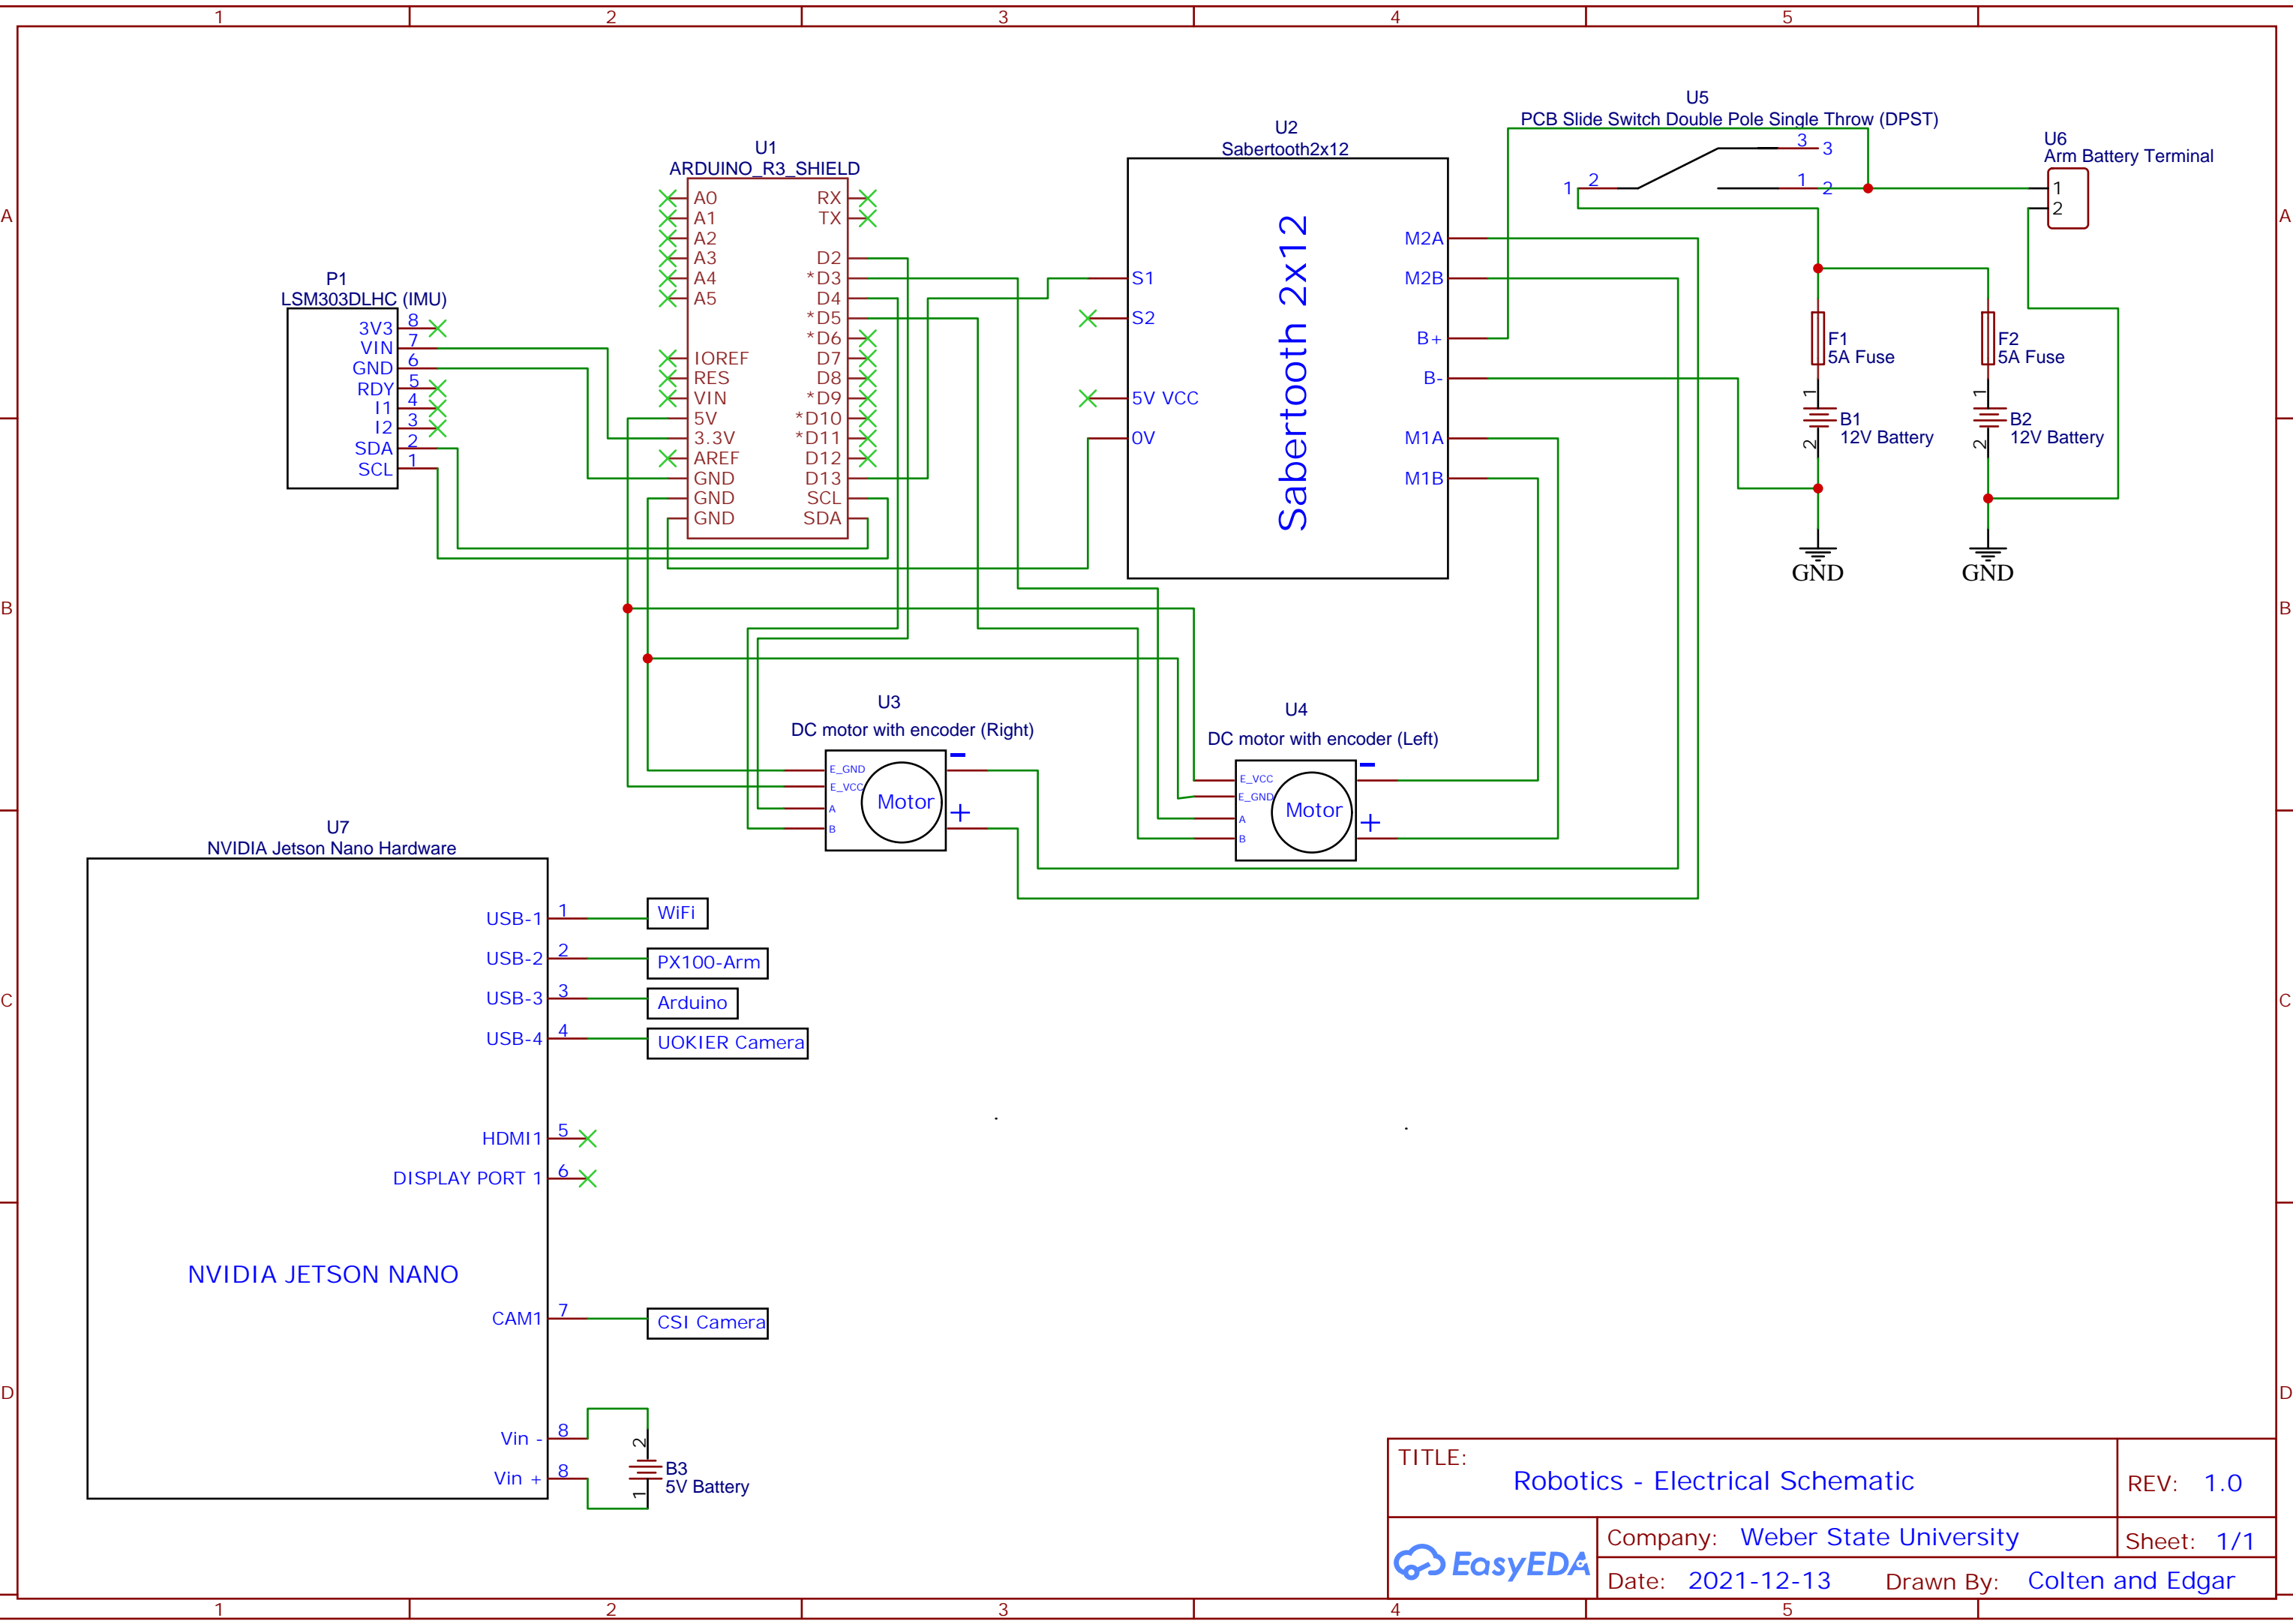 1 2 3 4 5
A
B
C
D
A
B
C
D
1 2 3 4 5
P1
LSM303DLHC (IMU)
3V3 8
VIN 7
GND 6
RDY 5
I1 4
I2 3
SDA 2
SCL 1
U1
ARDUINO_R3_SHIELD
A0 RX
A1 TX
A2
A3 D2
A4 *D3
A5 D4
*D5
*D6
IOREF D7
RES D8
VIN *D9
5V *D10
3.3V *D11
AREF D12
GND D13
GND SCL
GND SDA
U2
Sabertooth2x12
Sabertooth 2x12
S1
S2
5V VCC
0V
M2A
M2B
B+
B-
M1A
M1B
U5
PCB Slide Switch Double Pole Single Throw (DPST)
3 3
1 2 1 2
U6
Arm Battery Terminal
1
2
F1
5A Fuse
F2
5A Fuse
1
B1
12V Battery
2
1
B2
12V Battery
2
GND
GND
U3
DC motor with encoder (Right)
E_GND
E_VCC
A
B
Motor
-
+
U4
DC motor with encoder (Left)
E_VCC
E_GND
A
B
Motor
-
+
U7
NVIDIA Jetson Nano Hardware
USB-1 1 WiFi
USB-2 2 PX100-Arm
USB-3 3 Arduino
USB-4 4 UOKIER Camera
HDMI1 5
DISPLAY PORT 1 6
NVIDIA JETSON NANO
CAM1 7 CSI Camera
Vin - 8
Vin + 8
2
B3
5V Battery
1
TITLE:
Robotics - Electrical Schematic
REV: 1.0
EasyEDA
Company: Weber State University
Sheet: 1/1
Date: 2021-12-13
Drawn By: Colten and Edgar